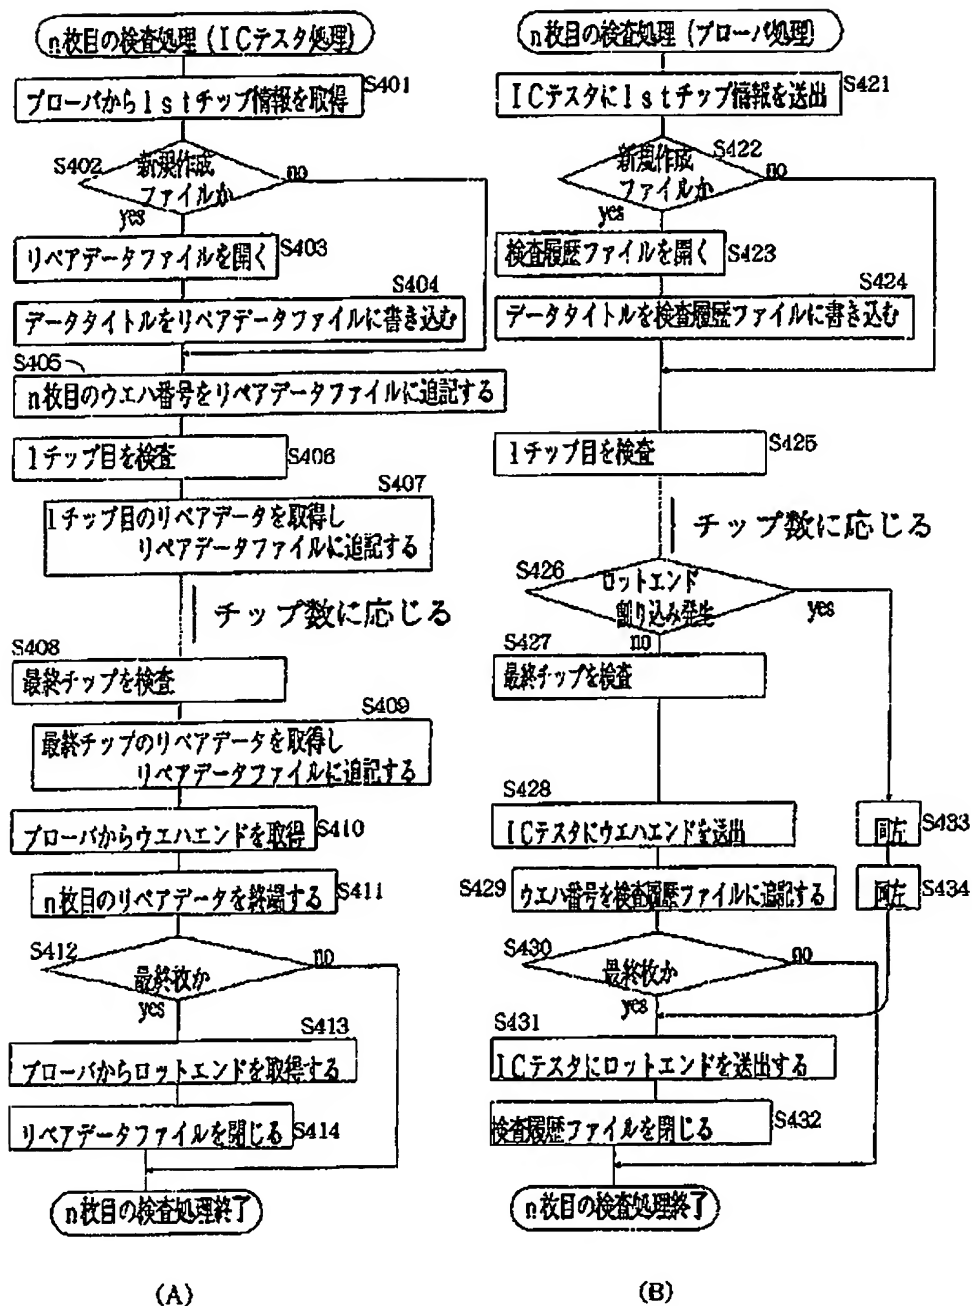 n枚目の検査処理(ICテスタ処理)
プローバから1stチップ情報を取得
S401
S402
新規作成
ファイルか
no
yes
リペアデータファイルを開く
S403
S404
データタイトルをリペアデータファイルに書き込む
S405
n枚目のウエハ番号をリペアデータファイルに追記する
1チップ目を検査
S406
S407
1チップ目のリペアデータを取得し
リペアデータファイルに追記する
チップ数に応じる
S408
最終チップを検査
S409
最終チップのリペアデータを取得し
リペアデータファイルに追記する
プローバからウエハエンドを取得
S410
n枚目のリペアデータを終端する
S411
S412
最終枚か
no
yes
S413
プローバからロットエンドを取得する
リペアデータファイルを閉じる
S414
n枚目の検査処理終了
(A)
n枚目の検査処理(プローバ処理)
ICテスタに1stチップ情報を送出
S421
S422
新規作成
ファイルか
no
yes
検査履歴ファイルを開く
S423
S424
データタイトルを検査履歴ファイルに書き込む
1チップ目を検査
S425
チップ数に応じる
S426
ロットエンド
割り込み発生
yes
S427
no
最終チップを検査
S428
ICテスタにウエハエンドを送出
同左
S433
S429
ウエハ番号を検査履歴ファイルに追記する
同左
S434
S430
最終枚か
no
yes
S431
ICテスタにロットエンドを送出する
検査履歴ファイルを閉じる
S432
n枚目の検査処理終了
(B)